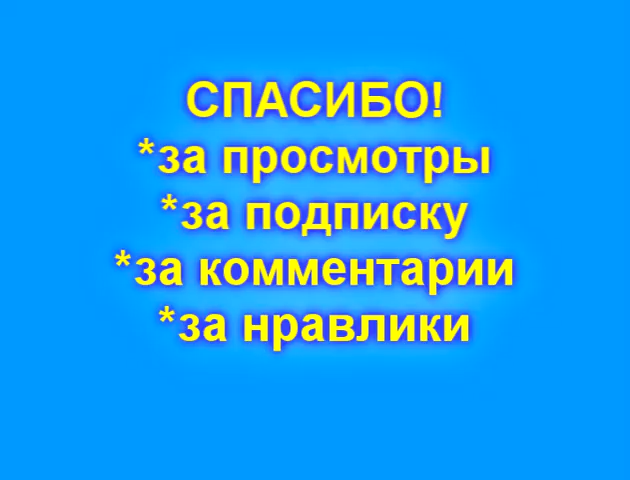 СПАСИБО!
*за просмотры
*за подписку
*за комментарии
*за нравлики